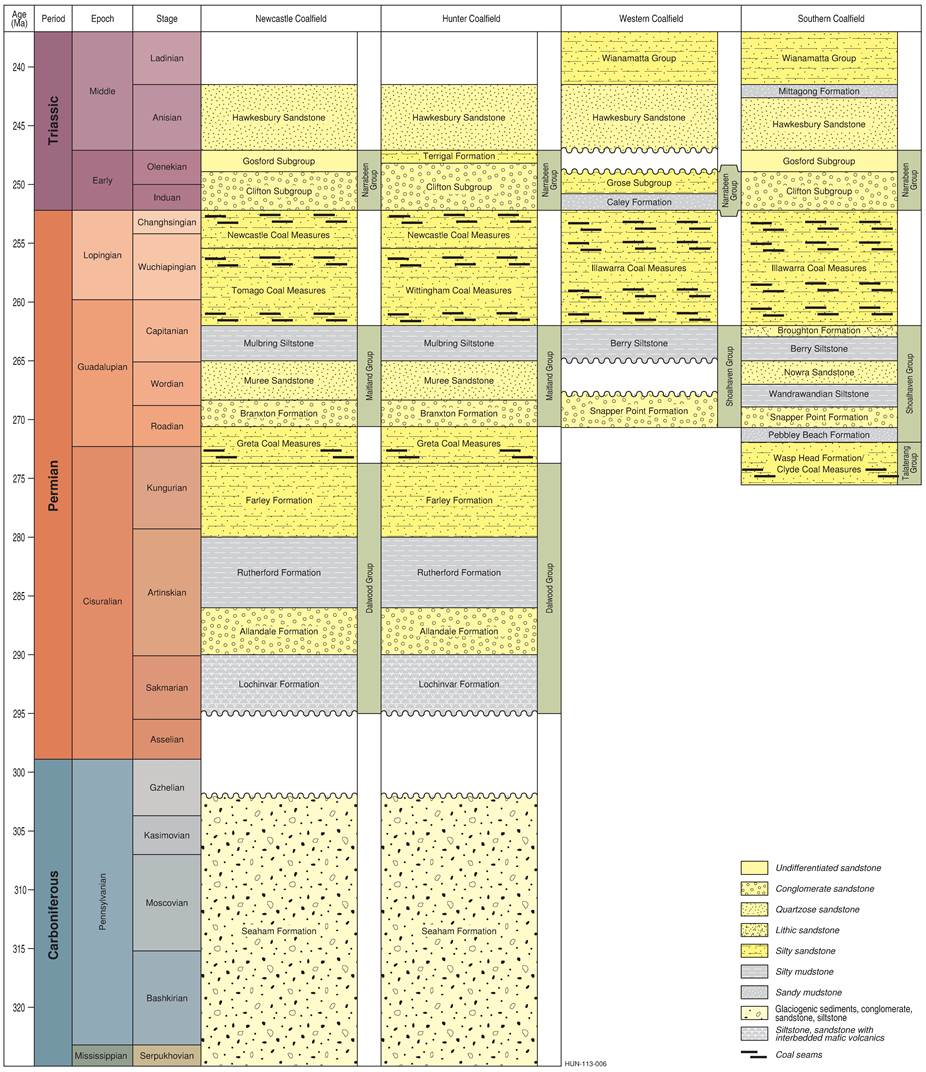 Age
(Ma)
Period
Epoch
Stage
Newcastle Coalfield
Hunter Coalfield
Western Coalfield
Southern Coalfield
240
245
250
255
260
265
270
275
280
285
290
295
300
305
310
315
320
Triassic
Permian
Carboniferous
Middle
Early
Lopingian
Guadalupian
Cisuralian
Pennsylvanian
Mississippian
Ladinian
Anisian
Olenekian
Induan
Changhsingian
Wuchiapingian
Capitanian
Wordian
Roadian
Kungurian
Artinskian
Sakmarian
Asselian
Gzhelian
Kasimovian
Moscovian
Bashkirian
Serpukhovian
Hawkesbury Sandstone
Gosford Subgroup
Clifton Subgroup
Newcastle Coal Measures
Tomago Coal Measures
Mulbring Siltstone
Muree Sandstone
Branxton Formation
Greta Coal Measures
Farley Formation
Rutherford Formation
Allandale Formation
Lochinvar Formation
Seaham Formation
Narrabeen
Group
Maitland Group
Dalwood Group
Hawkesbury Sandstone
Terrigal Formation
Clifton Subgroup
Newcastle Coal Measures
Wittingham Coal Measures
Mulbring Siltstone
Muree Sandstone
Branxton Formation
Greta Coal Measures
Farley Formation
Rutherford Formation
Allandale Formation
Lochinvar Formation
Seaham Formation
Narrabeen
Group
Maitland Group
Dalwood Group
Wianamatta Group
Hawkesbury Sandstone
Grose Subgroup
Caley Formation
Illawarra Coal Measures
Berry Siltstone
Snapper Point Formation
Narrabeen
Group
Shoalhaven Group
Wianamatta Group
Mittagong Formation
Hawkesbury Sandstone
Gosford Subgroup
Clifton Subgroup
Illawarra Coal Measures
Broughton Formation
Berry Siltstone
Nowra Sandstone
Wandrawandian Siltstone
Snapper Point Formation
Pebbley Beach Formation
Wasp Head Formation/
Clyde Coal Measures
Narrabeen
Group
Shoalhaven Group
Talaterang
Group
Undifferentiated sandstone
Conglomerate sandstone
Quartzose sandstone
Lithic sandstone
Silty sandstone
Silty mudstone
Sandy mudstone
Glaciogenic sediments, conglomerate,
sandstone, siltstone
Siltstone, sandstone with
interbedded mafic volcanics
Coal seams
HUN-113-006